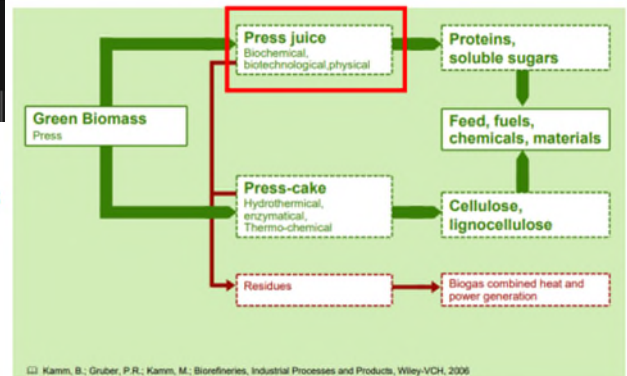 Press juice
Biochemical,
biotechnological,physical
Proteins,
soluble sugars
Green Biomass
Press
Feed, fuels,
chemicals, materials
Press-cake
Hydrothermical,
enzymatical,
Thermo-chemical
Cellulose,
lignocellulose
Residues
Biogas combined heat and
power generation
Kamm, B.; Gruber, P.R.; Kamm, M.; Biorefineries, Industrial Processes and Products, Wiley-VCH, 2006